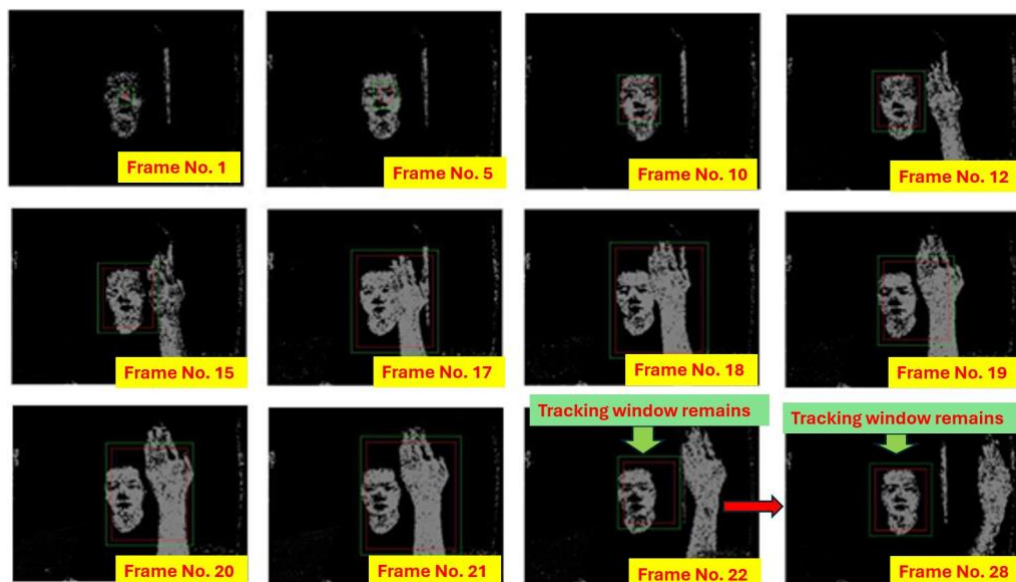 Frame No. 1
Frame No. 5
Frame No. 10
Frame No. 12
Frame No. 15
Frame No. 17
Frame No. 18
Frame No. 19
Tracking window remains
Tracking window remains
Frame No. 20
Frame No. 21
Frame No. 22
Frame No. 28